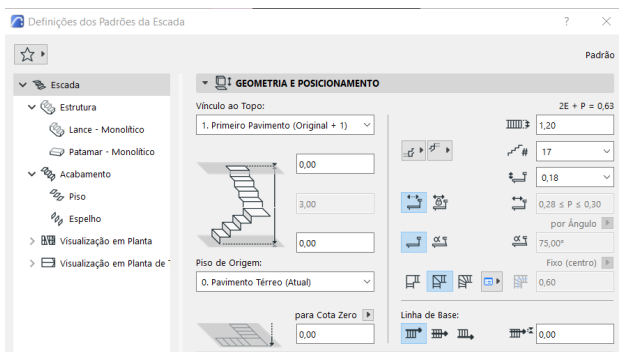 Definições dos Padrões da Escada
Padrão
Escada
Estrutura
Lance - Monolítico
Patamar - Monolítico
Acabamento
Piso
Espelho
Visualização em Planta
Visualização em Planta de
GEOMETRIA E POSICIONAMENTO
Vínculo ao Topo:
1. Primeiro Pavimento (Original + 1)
0,00
3,00
0,00
Piso de Origem:
0. Pavimento Térreo (Atual)
para Cota Zero
0,00
2E + P = 0,63
1,20
# 17
0,18
0,28 ≤ P ≤ 0,30
por Ângulo
α α 75,00°
Fixo (centro)
0,60
Linha de Base:
0,00